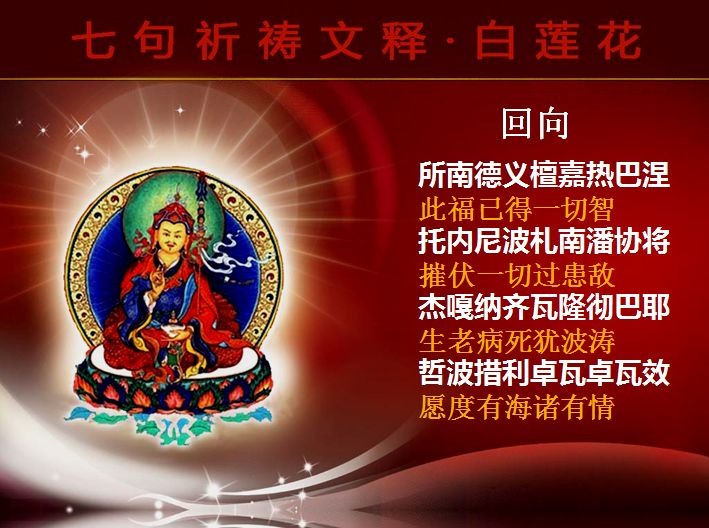 七句祈祷文释·白莲花
回向
所南德义檀嘉热巴涅
此福已得一切智
托内尼波札南潘协将
摧伏一切过患敌
杰嘎纳齐瓦隆彻巴耶
生老病死犹波涛
哲波措利卓瓦卓瓦效
愿度有海诸有情